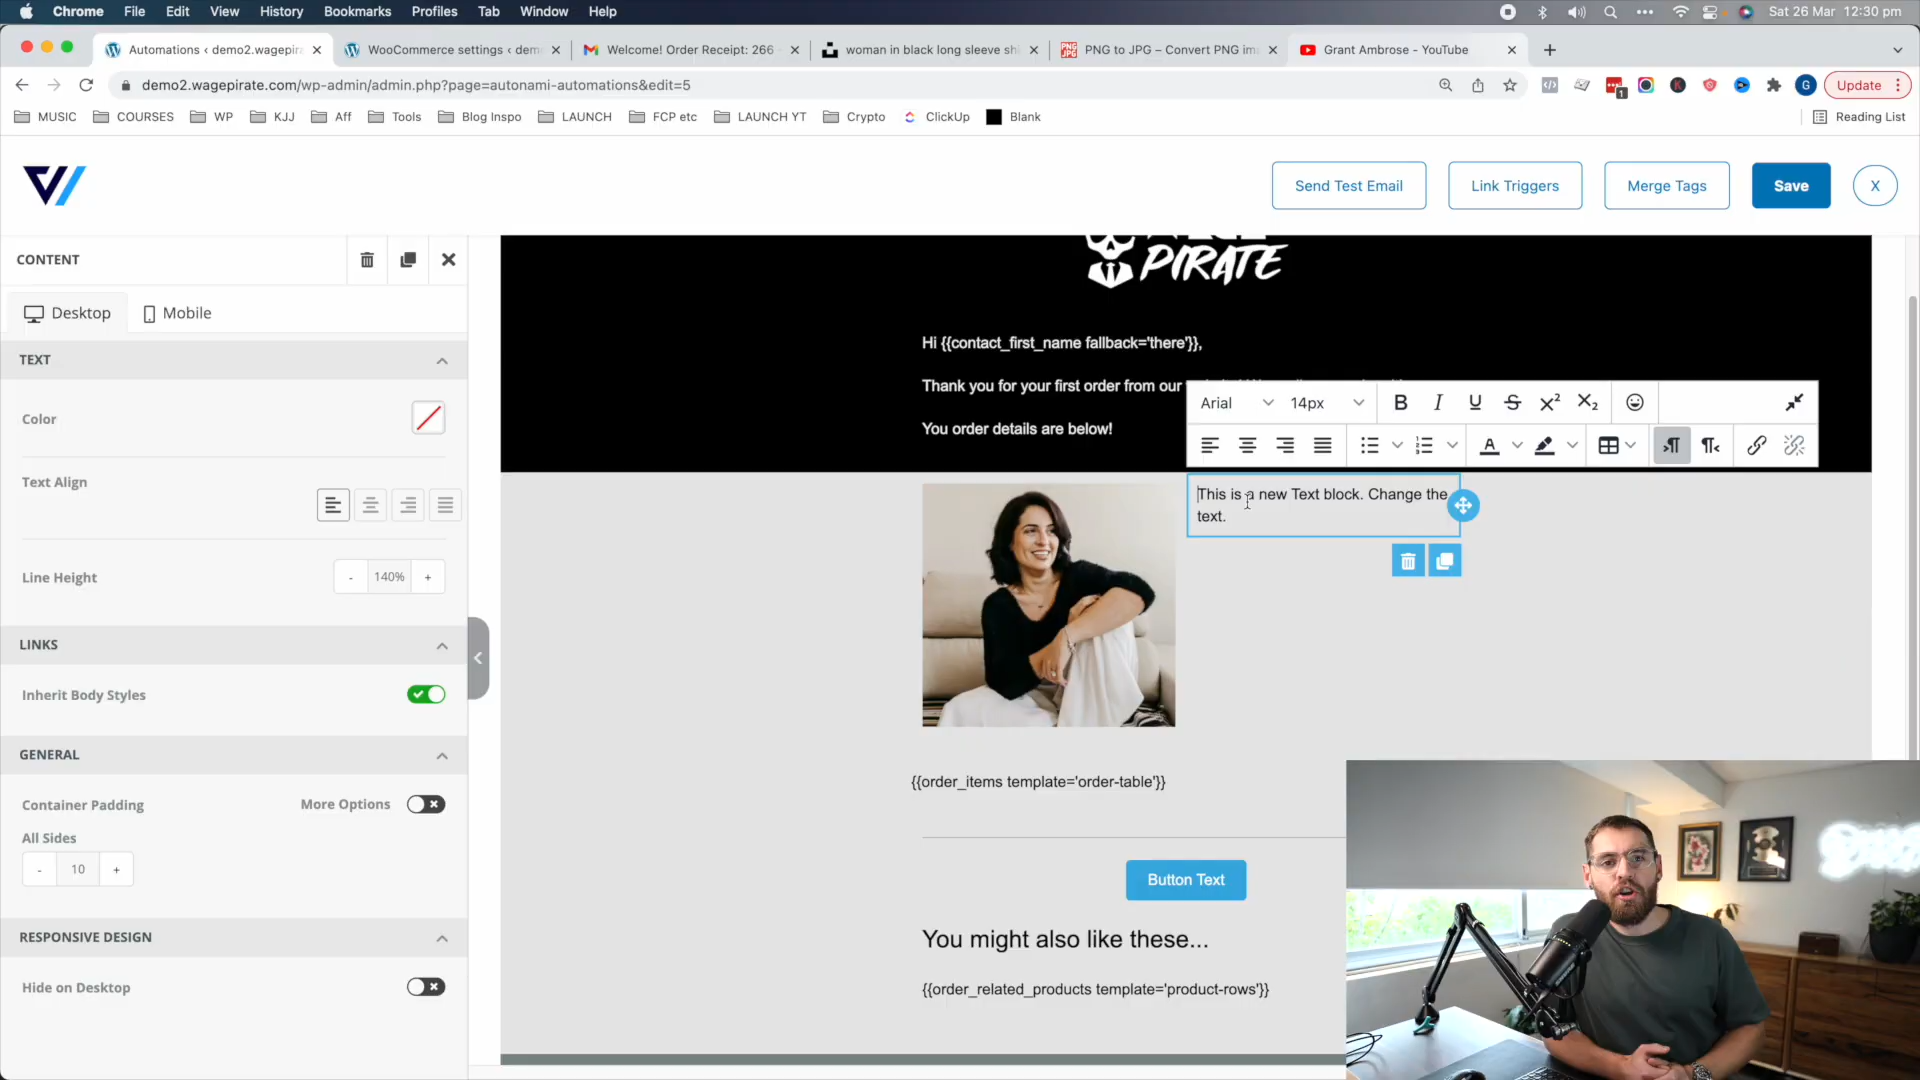 Chrome File Edit View History Bookmarks Profiles Tab Window Help Sat 26 Mar 12:30 pm
Automations ‹ demo2.wagepira
WooCommerce settings ‹ dem
Welcome! Order Receipt: 266
woman in black long sleeve shi
PNG to JPG – Convert PNG im
Grant Ambrose - YouTube
demo2.wagepirate.com/wp-admin/admin.php?page=autonami-automations&edit=5
1
G
Update
MUSIC COURSES WP KJJ Aff Tools Blog Inspo LAUNCH FCP etc LAUNCH YT Crypto ClickUp Blank Reading List
Send Test Email Link Triggers Merge Tags Save X
CONTENT
Desktop Mobile
TEXT
Color
Text Align
Line Height - 140% +
LINKS
Inherit Body Styles
GENERAL
Container Padding More Options
All Sides
- 10 +
RESPONSIVE DESIGN
Hide on Desktop
PIRATE
Hi {{contact_first_name fallback='there'}},
Thank you for your first order from our
You order details are below!
Arial 14px
This is a new Text block. Change the
text.
{{order_items template='order-table'}}
Button Text
You might also like these...
{{order_related_products template='product-rows'}}